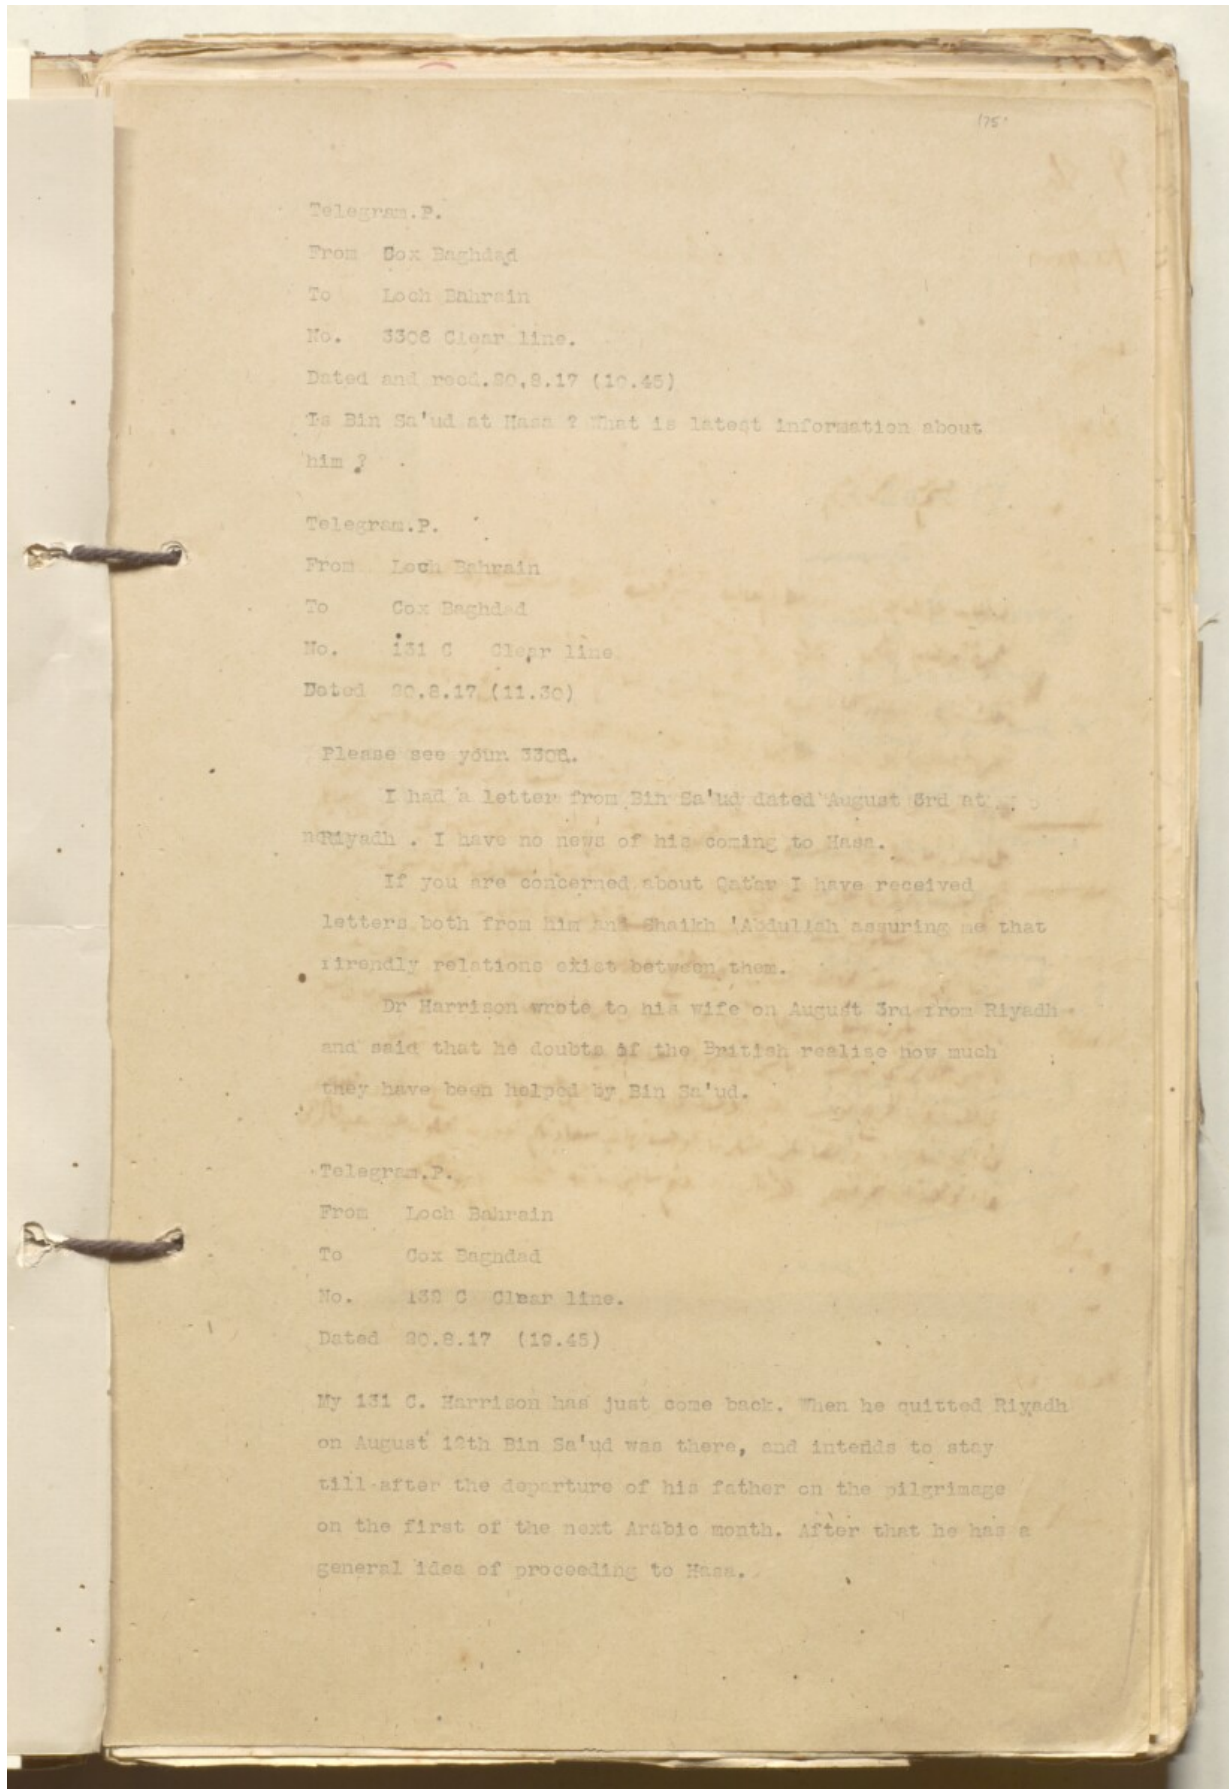 175
Telegram.P.
From Cox Baghdad
To Loch Bahrain
No. 3306 Clear line.
Dated and recd.20.8.17 (10.45)
Is Bin Sa'ud at Hasa ? What is latest information about
him ?
Telegram.P.
From Loch Bahrain
To Cox Baghdad
No. 131 C Clear line
Dated 20.8.17 (11.30)
Please see your 3306.
I had a letter from Bin Sa'ud dated August 3rd at
Riyadh . I have no news of his coming to Hasa.
If you are concerned about Qatar I have received
letters both from him and Shaikh 'Abdullah assuring me that
firendly relations exist between them.
Dr Harrison wrote to his wife on August 3rd from Riyadh
and said that he doubts if the British realise how much
they have been helped by Bin Sa'ud.
Telegram.P.
From Loch Bahrain
To Cox Baghdad
No. 132 C Clear line.
Dated 20.8.17 (19.45)
My 131 C. Harrison has just come back. When he quitted Riyadh
on August 12th Bin Sa'ud was there, and intends to stay
till after the departure of his father on the pilgrimage
on the first of the next Arabic month. After that he has a
general idea of proceeding to Hasa.